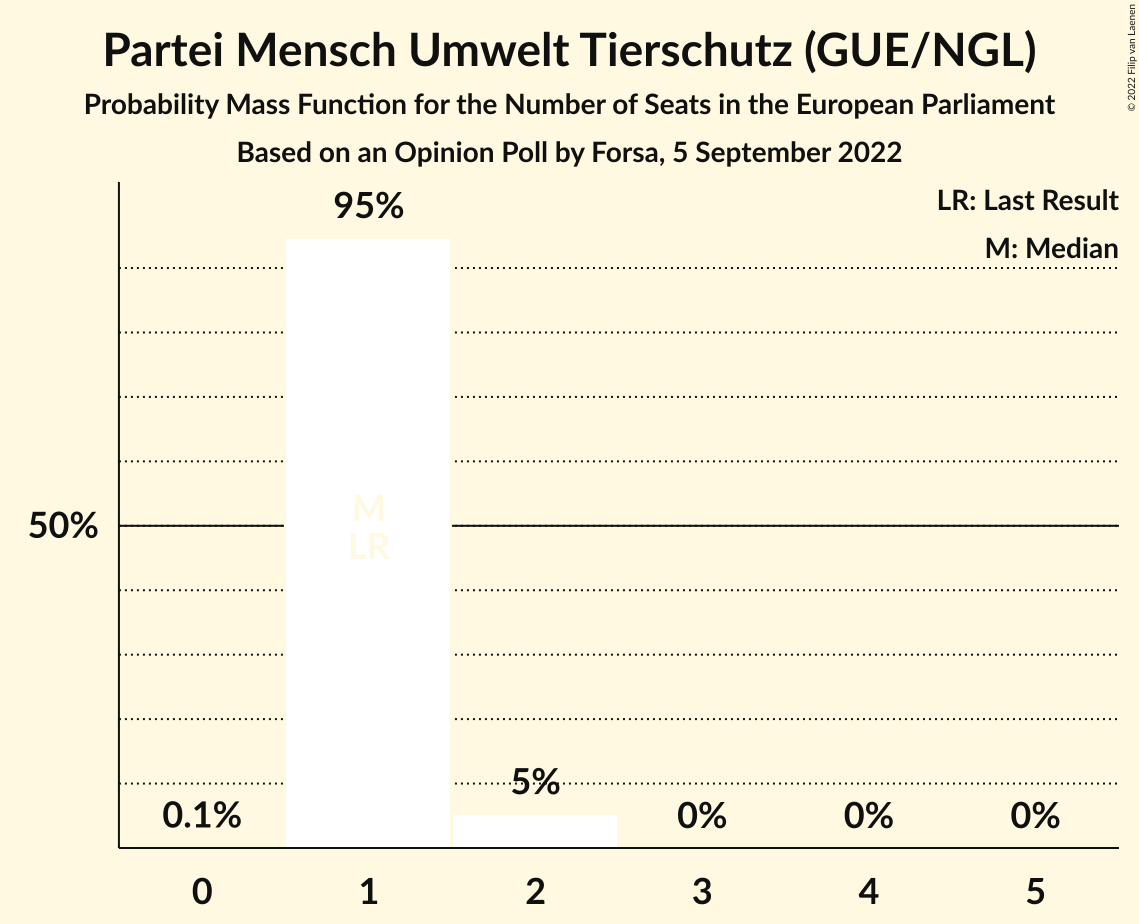 Partei Mensch Umwelt Tierschutz (GUE/NGL)
Probability Mass Function for the Number of Seats in the European Parliament
Based on an Opinion Poll by Forsa, 5 September 2022
© 2022 Filip van Laenen
LR: Last Result
M: Median
95%
50%
M
LR
5%
0.1%
0%
0%
0%
0
1
2
3
4
5